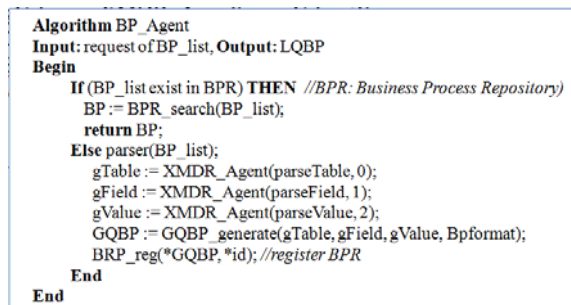 Algorithm BP_Agent
Input: request of BP_list, Output: LQBP
Begin
If (BP_list exist in BPR) THEN //BPR: Business Process Repository)
BP := BPR_search(BP_list);
return BP;
Else parser(BP_list);
gTable := XMDR_Agent(parseTable, 0);
gField := XMDR_Agent(parseField, 1);
gValue := XMDR_Agent(parseValue, 2);
GQBP := GQBP_generate(gTable, gField, gValue, Bpformat);
BRP_reg(*GQBP, *id); //register BPR
End
End